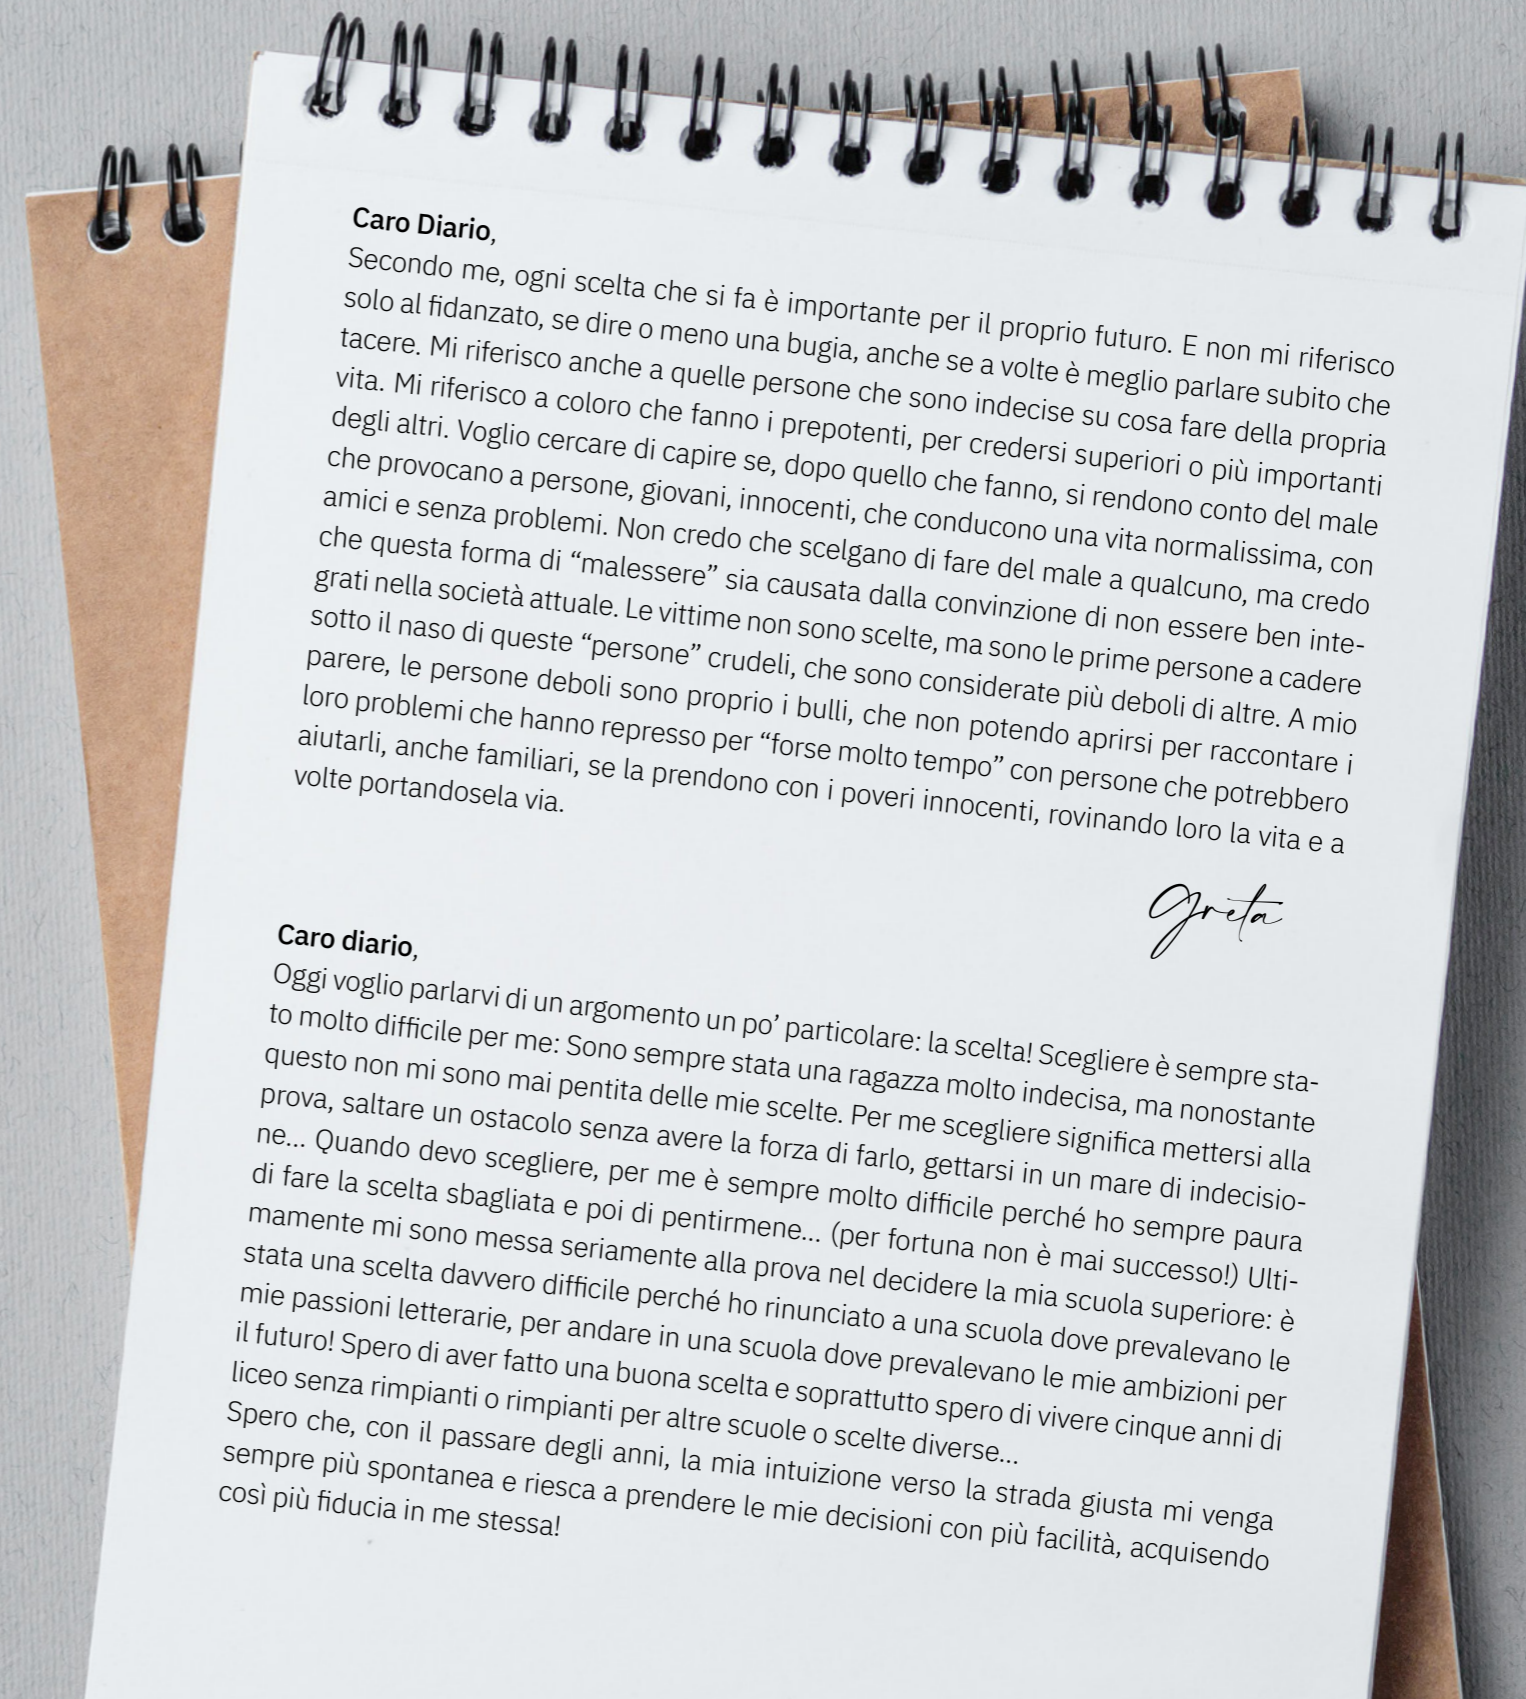 Caro Diario,
Secondo me, ogni scelta che si fa è importante per il proprio futuro. E non mi riferisco
solo al fidanzato, se dire o meno una bugia, anche se a volte è meglio parlare subito che
tacere. Mi riferisco anche a quelle persone che sono indecise su cosa fare della propria
vita. Mi riferisco a coloro che fanno i prepotenti, per credersi superiori o più importanti
degli altri. Voglio cercare di capire se, dopo quello che fanno, si rendono conto del male
che provocano a persone, giovani, innocenti, che conducono una vita normalissima, con
amici e senza problemi. Non credo che scelgano di fare del male a qualcuno, ma credo
che questa forma di “malessere” sia causata dalla convinzione di non essere ben inte-
grati nella società attuale. Le vittime non sono scelte, ma sono le prime persone a cadere
sotto il naso di queste “persone” crudeli, che sono considerate più deboli di altre. A mio
parere, le persone deboli sono proprio i bulli, che non potendo aprirsi per raccontare i
loro problemi che hanno represso per “forse molto tempo” con persone che potrebbero
aiutarli, anche familiari, se la prendono con i poveri innocenti, rovinando loro la vita e a
volte portandosela via.
Greta
Caro diario,
Oggi voglio parlarvi di un argomento un po’ particolare: la scelta! Scegliere è sempre sta-
to molto difficile per me: Sono sempre stata una ragazza molto indecisa, ma nonostante
questo non mi sono mai pentita delle mie scelte. Per me scegliere significa mettersi alla
prova, saltare un ostacolo senza avere la forza di farlo, gettarsi in un mare di indecisio-
ne... Quando devo scegliere, per me è sempre molto difficile perché ho sempre paura
di fare la scelta sbagliata e poi di pentirmene... (per fortuna non è mai successo!) Ulti-
mamente mi sono messa seriamente alla prova nel decidere la mia scuola superiore: è
stata una scelta davvero difficile perché ho rinunciato a una scuola dove prevalevano le
mie passioni letterarie, per andare in una scuola dove prevalevano le mie ambizioni per
il futuro! Spero di aver fatto una buona scelta e soprattutto spero di vivere cinque anni di
liceo senza rimpianti o rimpianti per altre scuole o scelte diverse...
Spero che, con il passare degli anni, la mia intuizione verso la strada giusta mi venga
sempre più spontanea e riesca a prendere le mie decisioni con più facilità, acquisendo
così più fiducia in me stessa!